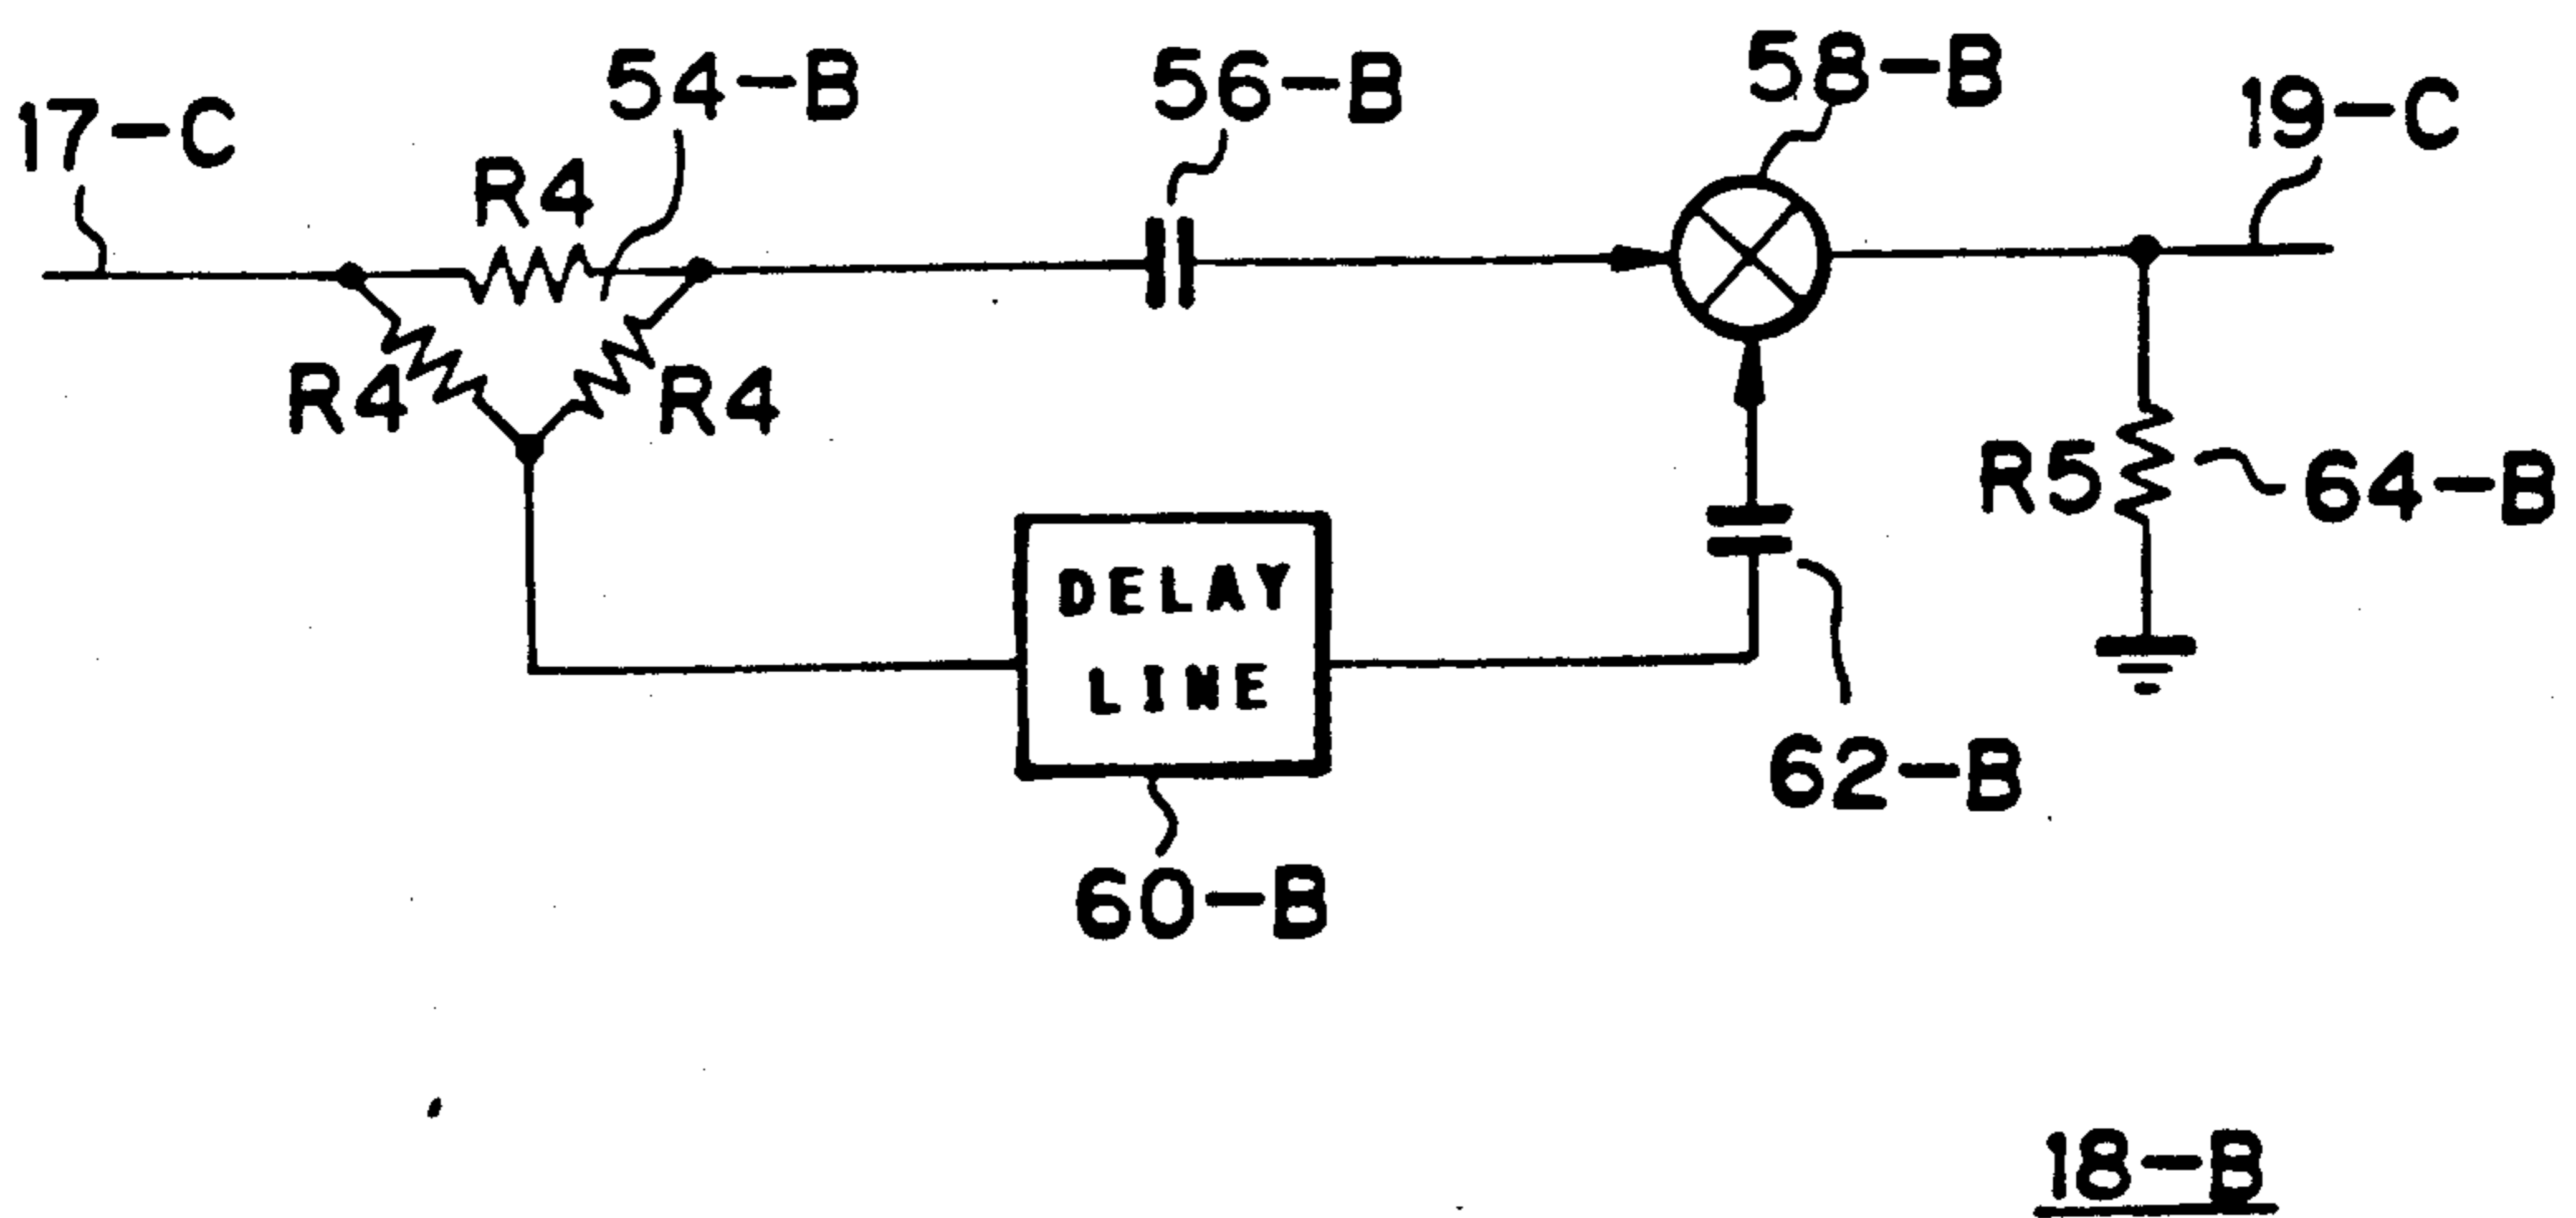 17-C
54-B
56-B
58-B
19-C
R4
R4
R4
R5
64-B
DELAY
LINE
62-B
60-B
18-B